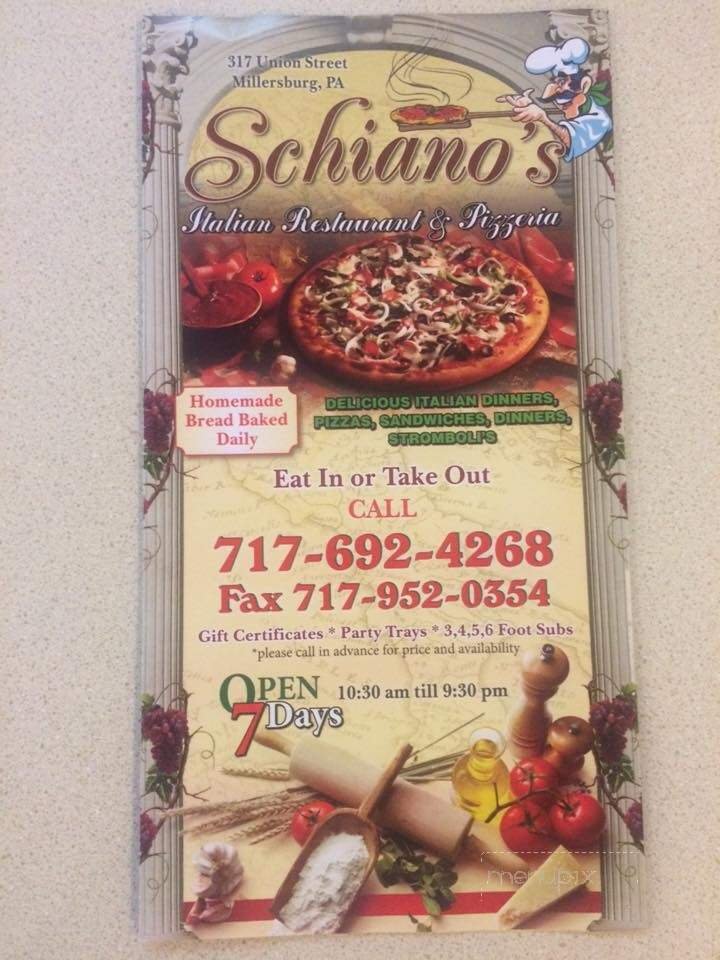 317 Union Street
Millersburg, PA
Schiano's
Italian Restaurant & Pizzeria
Homemade
Bread Baked
Daily
DELICIOUS ITALIAN DINNERS,
PIZZAS, SANDWICHES, DINNERS,
STROMBOLI'S
Eat In or Take Out
CALL
717-692-4268
Fax 717-952-0354
Gift Certificates * Party Trays * 3,4,5,6 Foot Subs
*please call in advance for price and availability
OPEN
7 Days
10:30 am till 9:30 pm
menupix